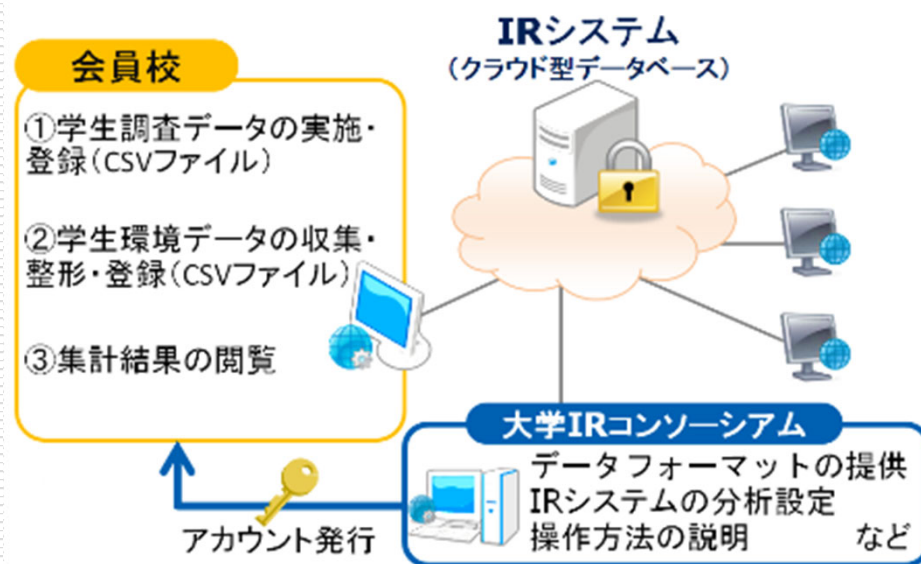 IRシステム
(クラウド型データベース)
会員校
①学生調査データの実施・
登録(CSVファイル)
②学生環境データの収集・
整形・登録(CSVファイル)
③集計結果の閲覧
大学IRコンソーシアム
データフォーマットの提供
IRシステムの分析設定
操作方法の説明 など
アカウント発行